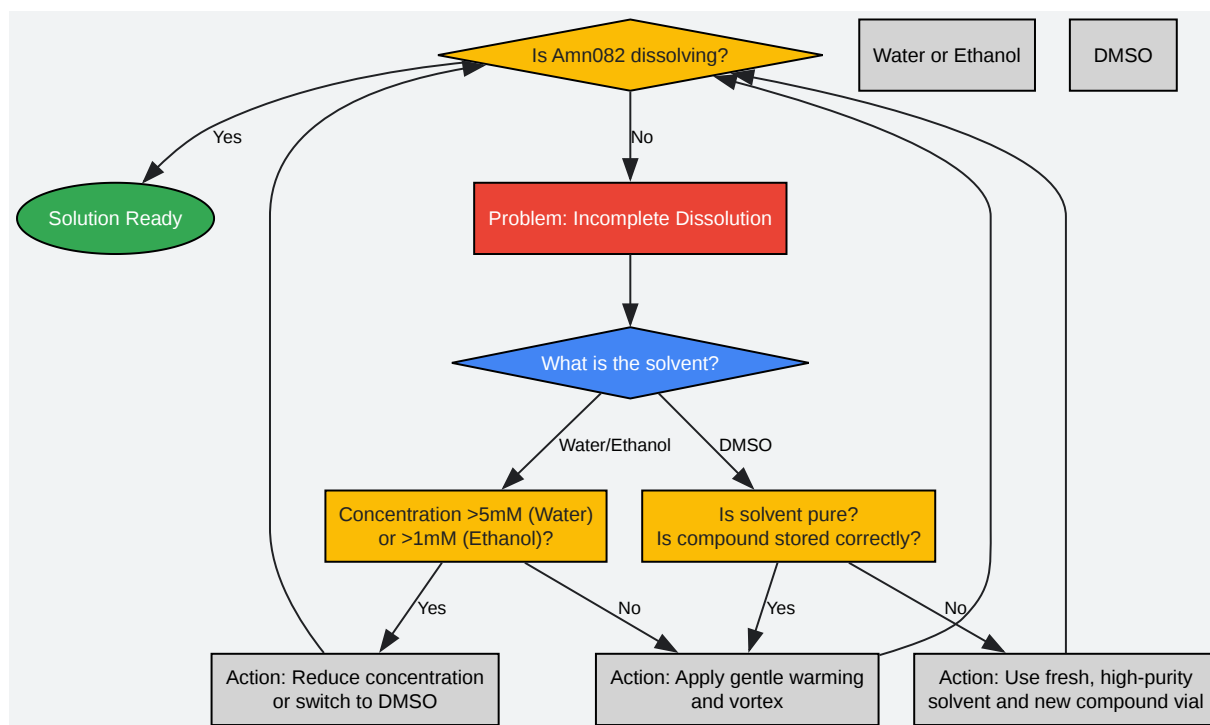 Is Amn082 dissolving?
Water or Ethanol
DMSO
Yes
No
Solution Ready
Problem: Incomplete Dissolution
What is the solvent?
Water/Ethanol
DMSO
Concentration >5mM (Water)
or >1mM (Ethanol)?
Is solvent pure?
Is compound stored correctly?
Yes
No
Yes
No
Action: Reduce concentration
or switch to DMSO
Action: Apply gentle warming
and vortex
Action: Use fresh, high-purity
solvent and new compound vial